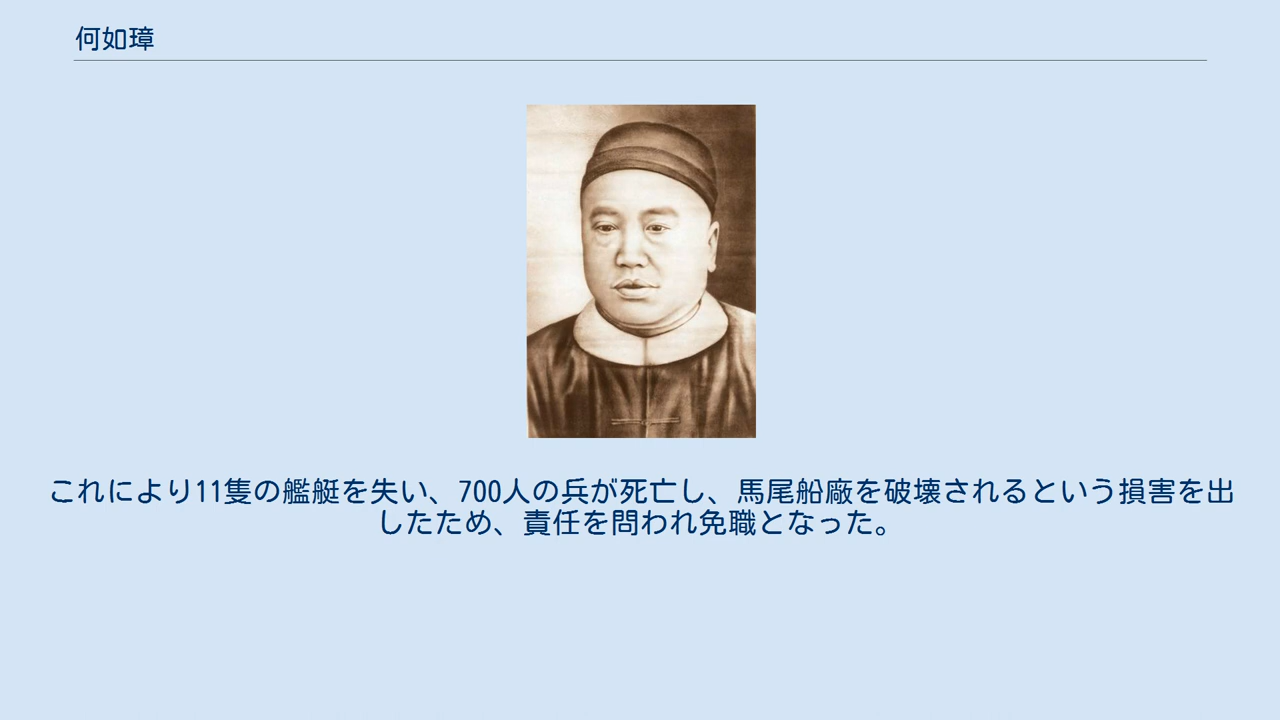 何如璋
これにより11隻の艦艇を失い、700人の兵が死亡し、馬尾船廠を破壊されるという損害を出
したため、責任を問われ免職となった。